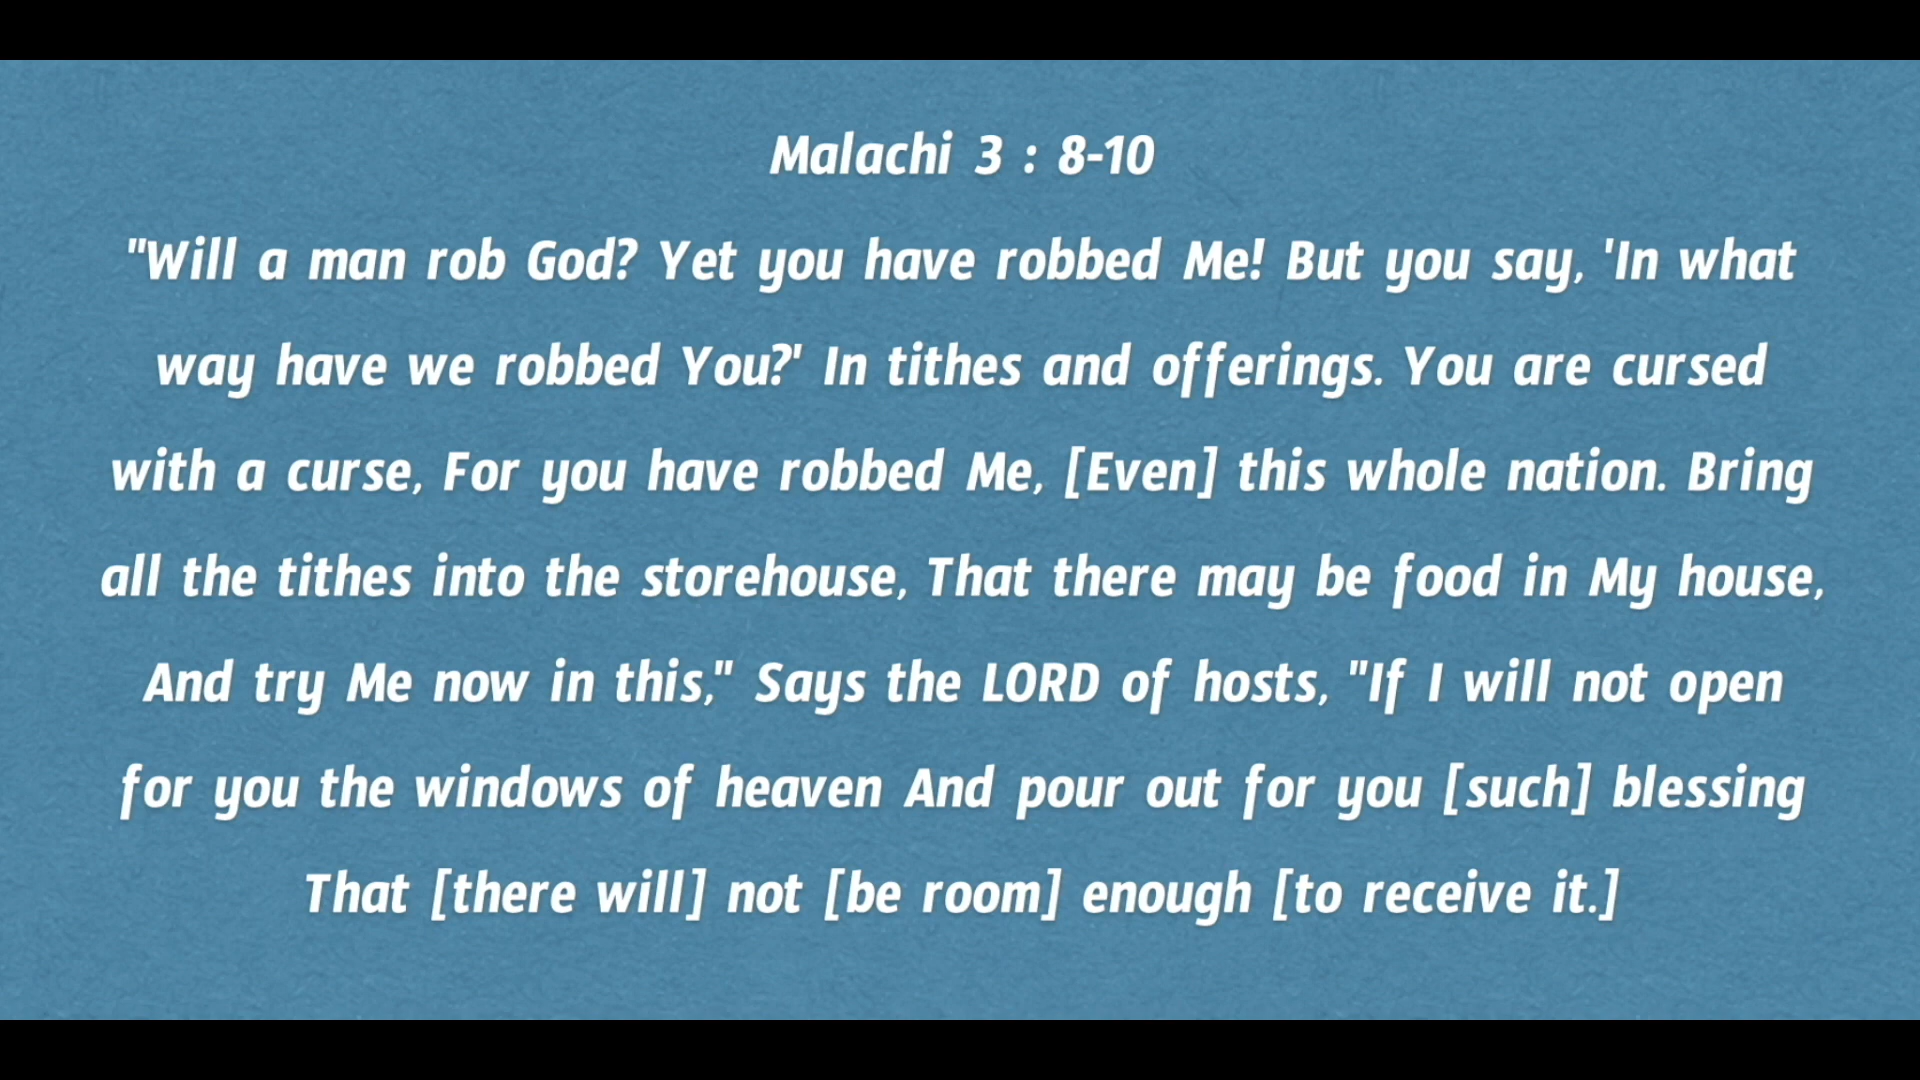 Malachi 3 : 8-10
"Will a man rob God? Yet you have robbed Me! But you say, 'In what
way have we robbed You?' In tithes and offerings. You are cursed
with a curse, For you have robbed Me, [Even] this whole nation. Bring
all the tithes into the storehouse, That there may be food in My house,
And try Me now in this," Says the LORD of hosts, "If I will not open
for you the windows of heaven And pour out for you [such] blessing
That [there will] not [be room] enough [to receive it.]